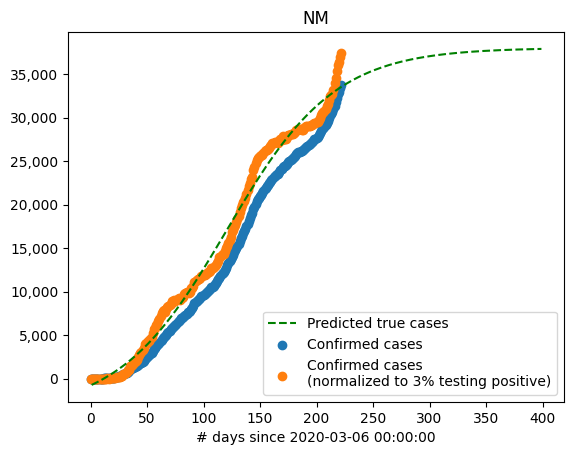 NM
35,000
30,000
25,000
20,000
15,000
10,000
5,000
0
Predicted true cases
Confirmed cases
Confirmed cases
(normalized to 3% testing positive)
0 50 100 150 200 250 300 350 400
# days since 2020-03-06 00:00:00